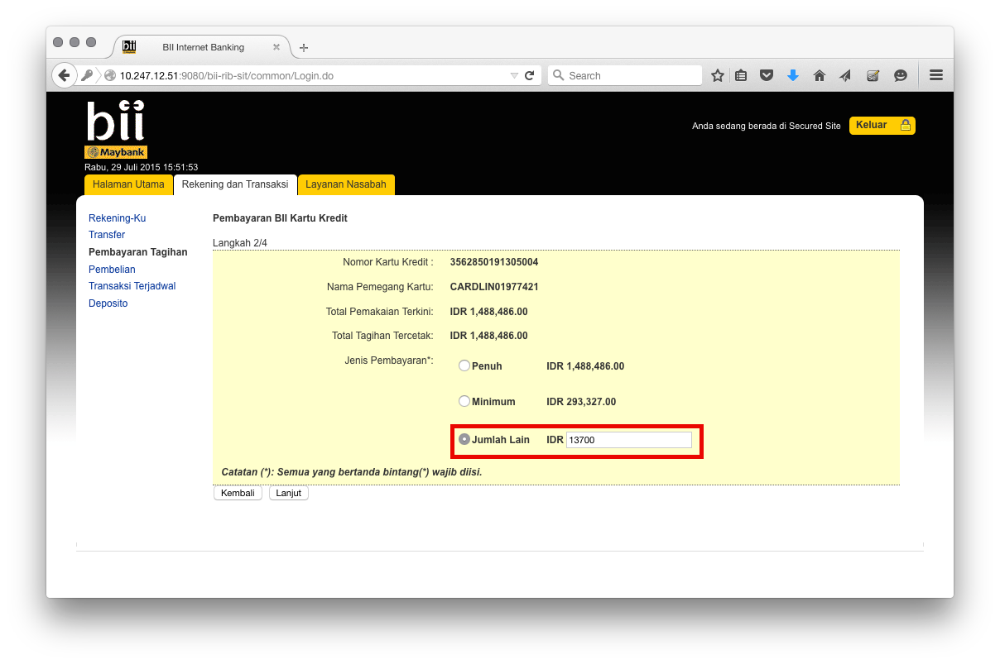 BII Internet Banking
10.247.12.51:9080/bii-rib-sit/common/Login.do
Search
bii
Maybank
Anda sedang berada di Secured Site
Keluar
Rabu, 29 Juli 2015 15:51:53
Halaman Utama Rekening dan Transaksi Layanan Nasabah
Rekening-Ku
Transfer
Pembayaran Tagihan
Pembelian
Transaksi Terjadwal
Deposito
Pembayaran BII Kartu Kredit
Langkah 2/4
Nomor Kartu Kredit : 3562850191305004
Nama Pemegang Kartu: CARDLIN01977421
Total Pemakaian Terkini: IDR 1,488,486.00
Total Tagihan Tercetak: IDR 1,488,486.00
Jenis Pembayaran*:
Penuh IDR 1,488,486.00
Minimum IDR 293,327.00
Jumlah Lain IDR 13700
Catatan (*): Semua yang bertanda bintang(*) wajib diisi.
Kembali Lanjut